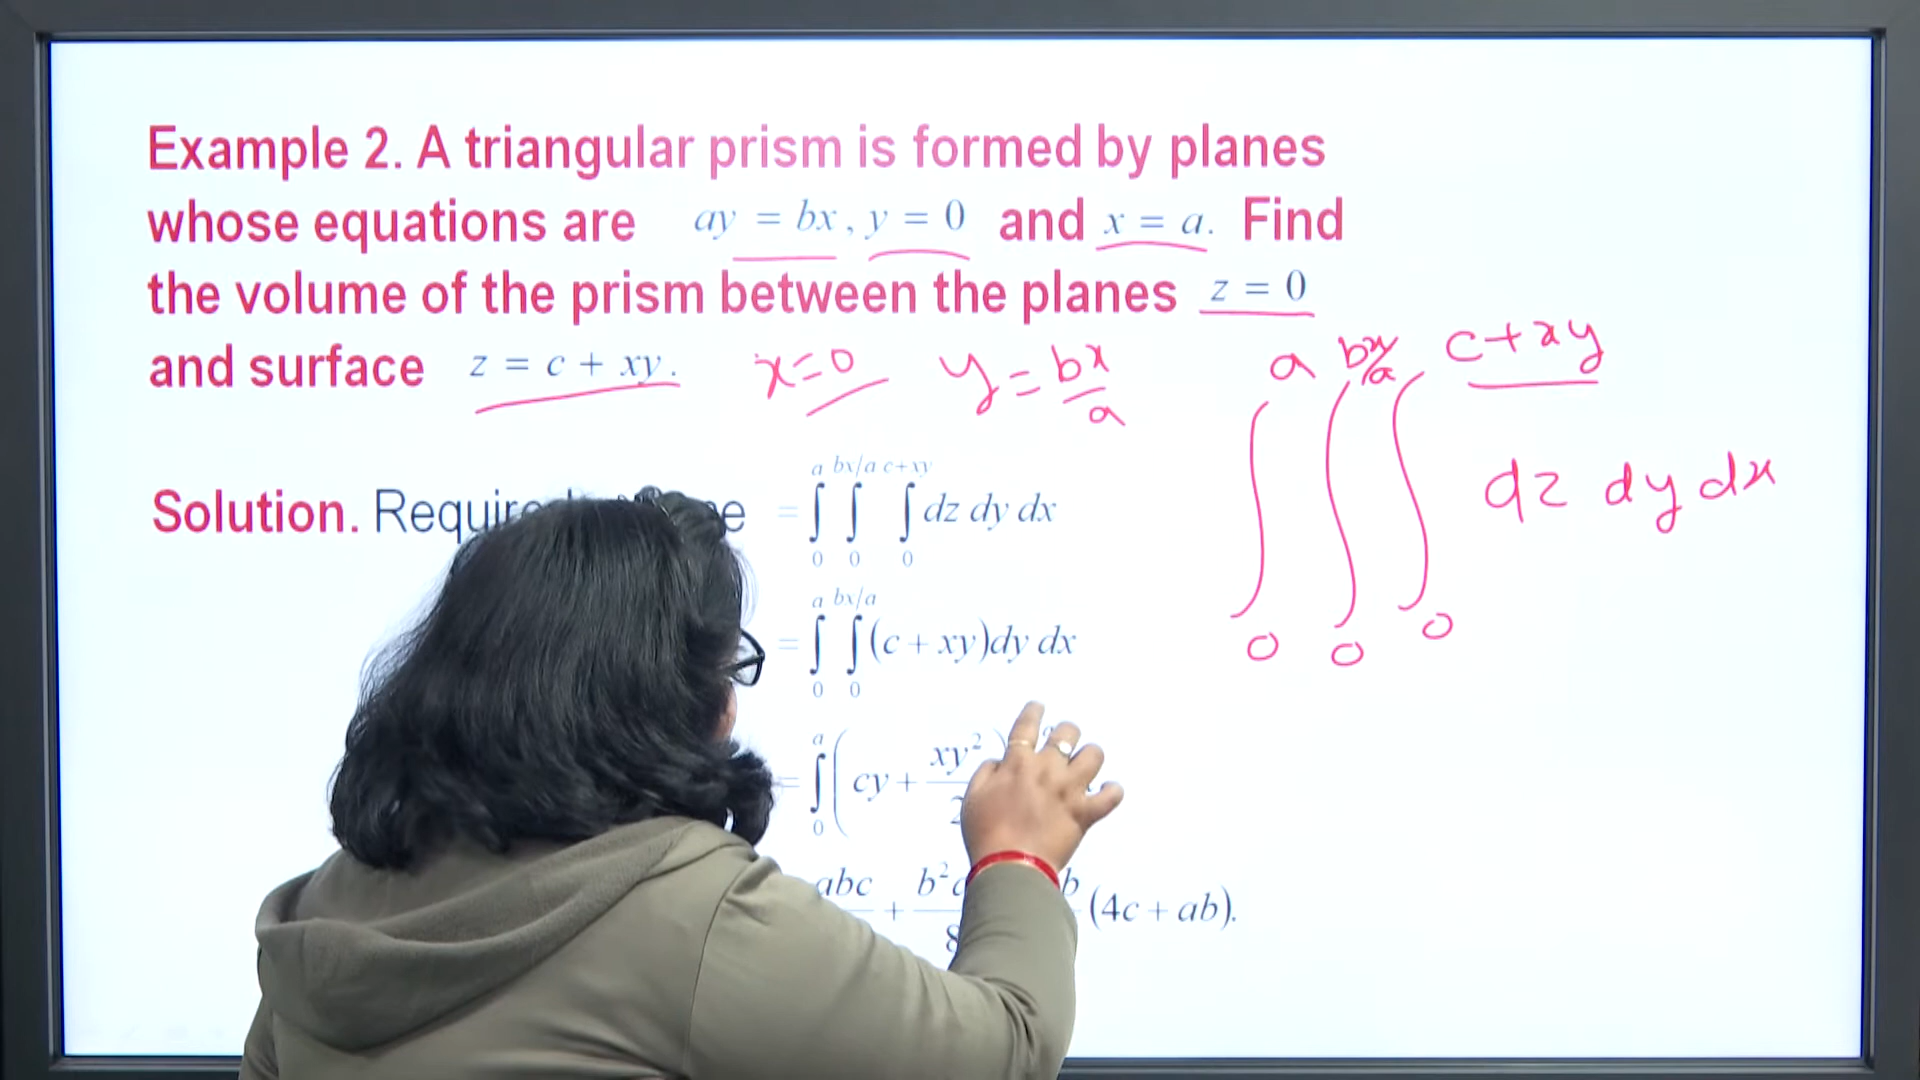 Example 2. A triangular prism is formed by planes
whose equations are ay = bx, y = 0 and x = a. Find
the volume of the prism between the planes z = 0
and surface z = c + xy.
x=0 y = bx/a
∫₀^a ∫₀^(bx/a) ∫₀^(c+xy) dz dy dx
Solution.
= ∫₀^a ∫₀^(bx/a) ∫₀^(c+xy) dz dy dx
= ∫₀^a ∫₀^(bx/a) (c + xy)dy dx
= ∫₀^a ( cy + xy²
abc + (4c + ab).